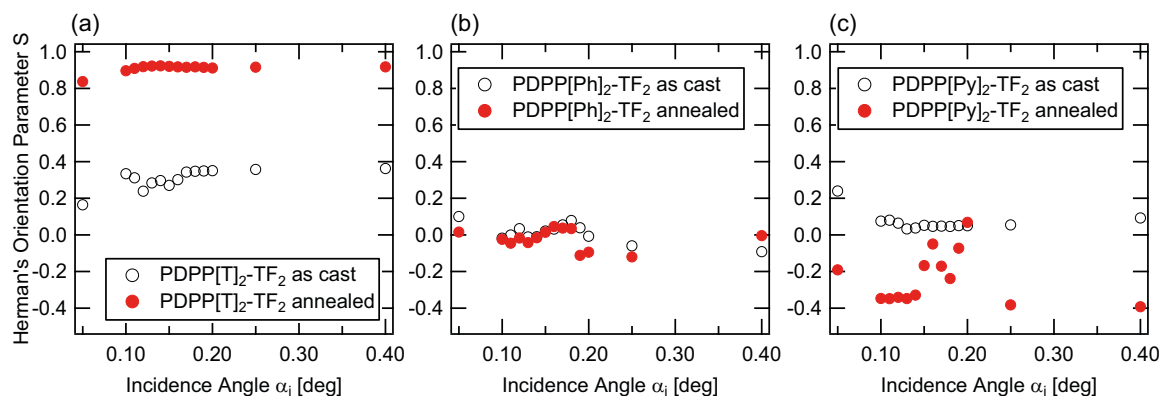 (a)
Herman's Orientation Parameter S
1.0
0.8
0.6
0.4
0.2
0.0
-0.2
-0.4
PDPP[T]2-TF2 as cast
PDPP[T]2-TF2 annealed
0.10
0.20
0.30
0.40
Incidence Angle αi [deg]
(b)
1.0
0.8
0.6
0.4
0.2
0.0
-0.2
-0.4
PDPP[Ph]2-TF2 as cast
PDPP[Ph]2-TF2 annealed
0.10
0.20
0.30
0.40
Incidence Angle αi [deg]
(c)
1.0
0.8
0.6
0.4
0.2
0.0
-0.2
-0.4
PDPP[Py]2-TF2 as cast
PDPP[Py]2-TF2 annealed
0.10
0.20
0.30
0.40
Incidence Angle αi [deg]